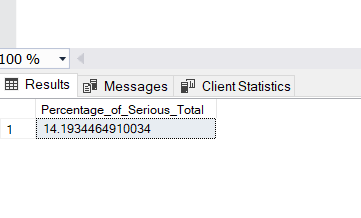 100 %
Results Messages Client Statistics
Percentage_of_Serious_Total
1 14.1934464910034